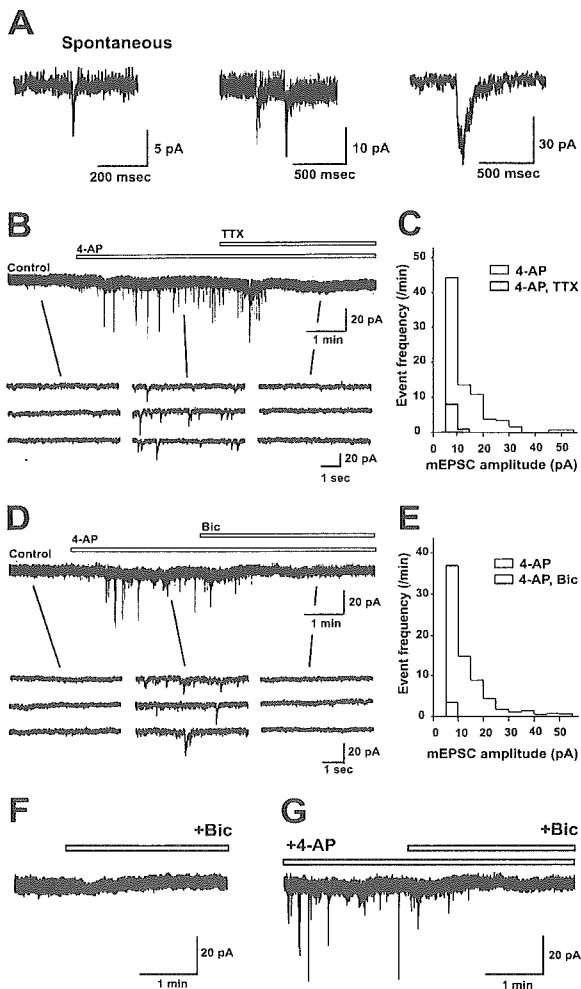 A
Spontaneous
5 pA
200 msec
10 pA
500 msec
30 pA
500 msec
B
TTX
4-AP
Control
20 pA
1 min
20 pA
1 sec
C
50
40
30
20
10
0
Event frequency (/min)
4-AP
4-AP, TTX
0 10 20 30 40 50
mEPSC amplitude (pA)
D
Bic
4-AP
Control
20 pA
1 min
20 pA
1 sec
E
40
30
20
10
0
Event frequency (/min)
4-AP
4-AP, Bic
0 10 20 30 40 50
mEPSC amplitude (pA)
F
+Bic
20 pA
1 min
G
+Bic
+4-AP
20 pA
1 min